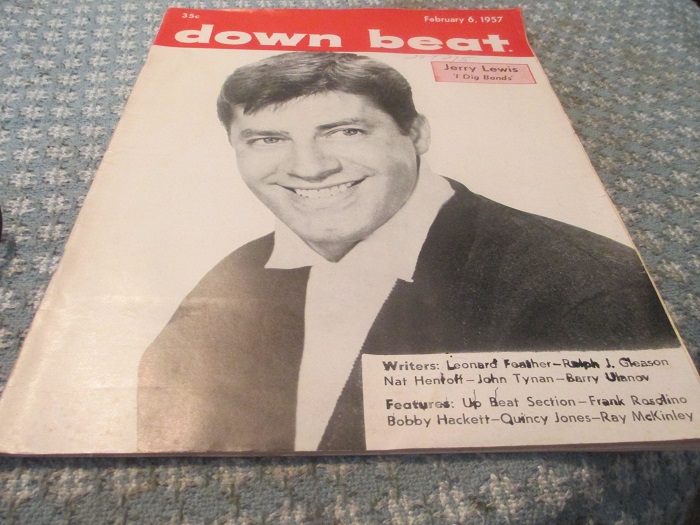 35c
February 6, 1957
down beat.
Jerry Lewis
'I Dig Bands'
Writers: Leonard Feather—Ralph J. Gleason
Nat Hentoff—John Tynan—Barry Ulanov
Features: Up Beat Section—Frank Rosolino
Bobby Hackett—Quincy Jones—Ray McKinley